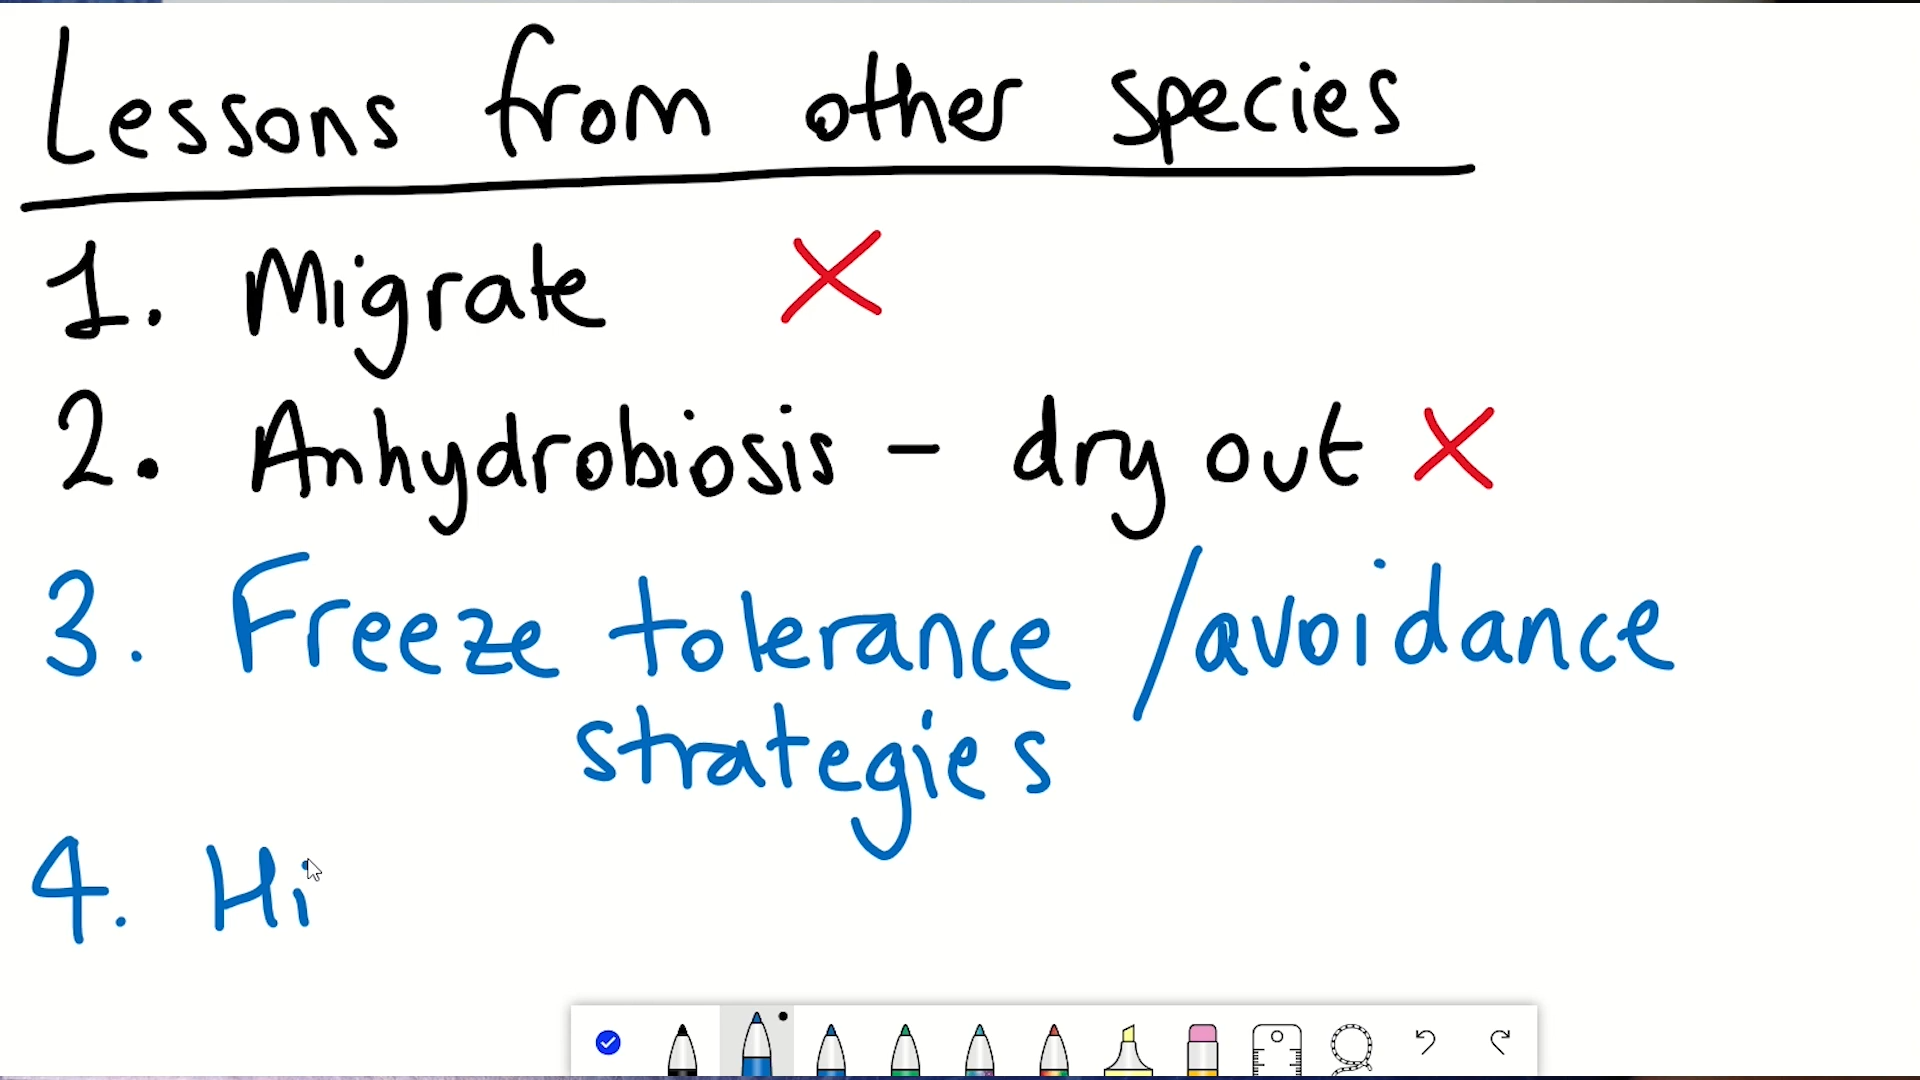 Lessons from other species
1. Migrate X
2. Anhydrobiosis - dry out X
3. Freeze tolerance /avoidance
strategies
4. Hi